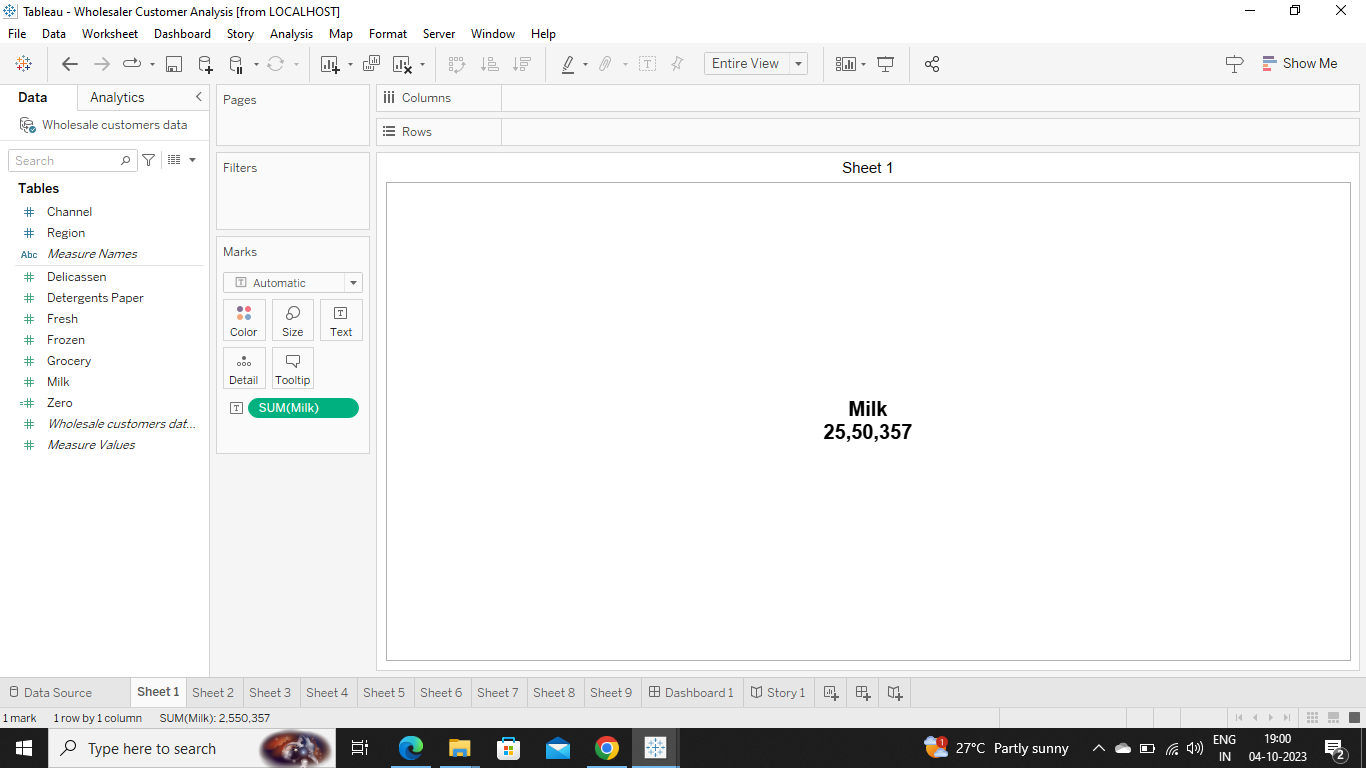 Tableau - Wholesaler Customer Analysis [from LOCALHOST]
File Data Worksheet Dashboard Story Analysis Map Format Server Window Help
Entire View
Show Me
Data Analytics
Wholesale customers data
Search
Tables
Channel
Region
Abc Measure Names
Delicassen
Detergents Paper
Fresh
Frozen
Grocery
Milk
Zero
Wholesale customers dat...
Measure Values
Pages
Filters
Marks
Automatic
Color Size Text
Detail Tooltip
SUM(Milk)
Columns
Rows
Sheet 1
Milk
25,50,357
Data Source Sheet 1 Sheet 2 Sheet 3 Sheet 4 Sheet 5 Sheet 6 Sheet 7 Sheet 8 Sheet 9 Dashboard 1 Story 1
1 mark 1 row by 1 column SUM(Milk): 2,550,357
Type here to search
1
27°C Partly sunny
ENG
IN
19:00
04-10-2023
2